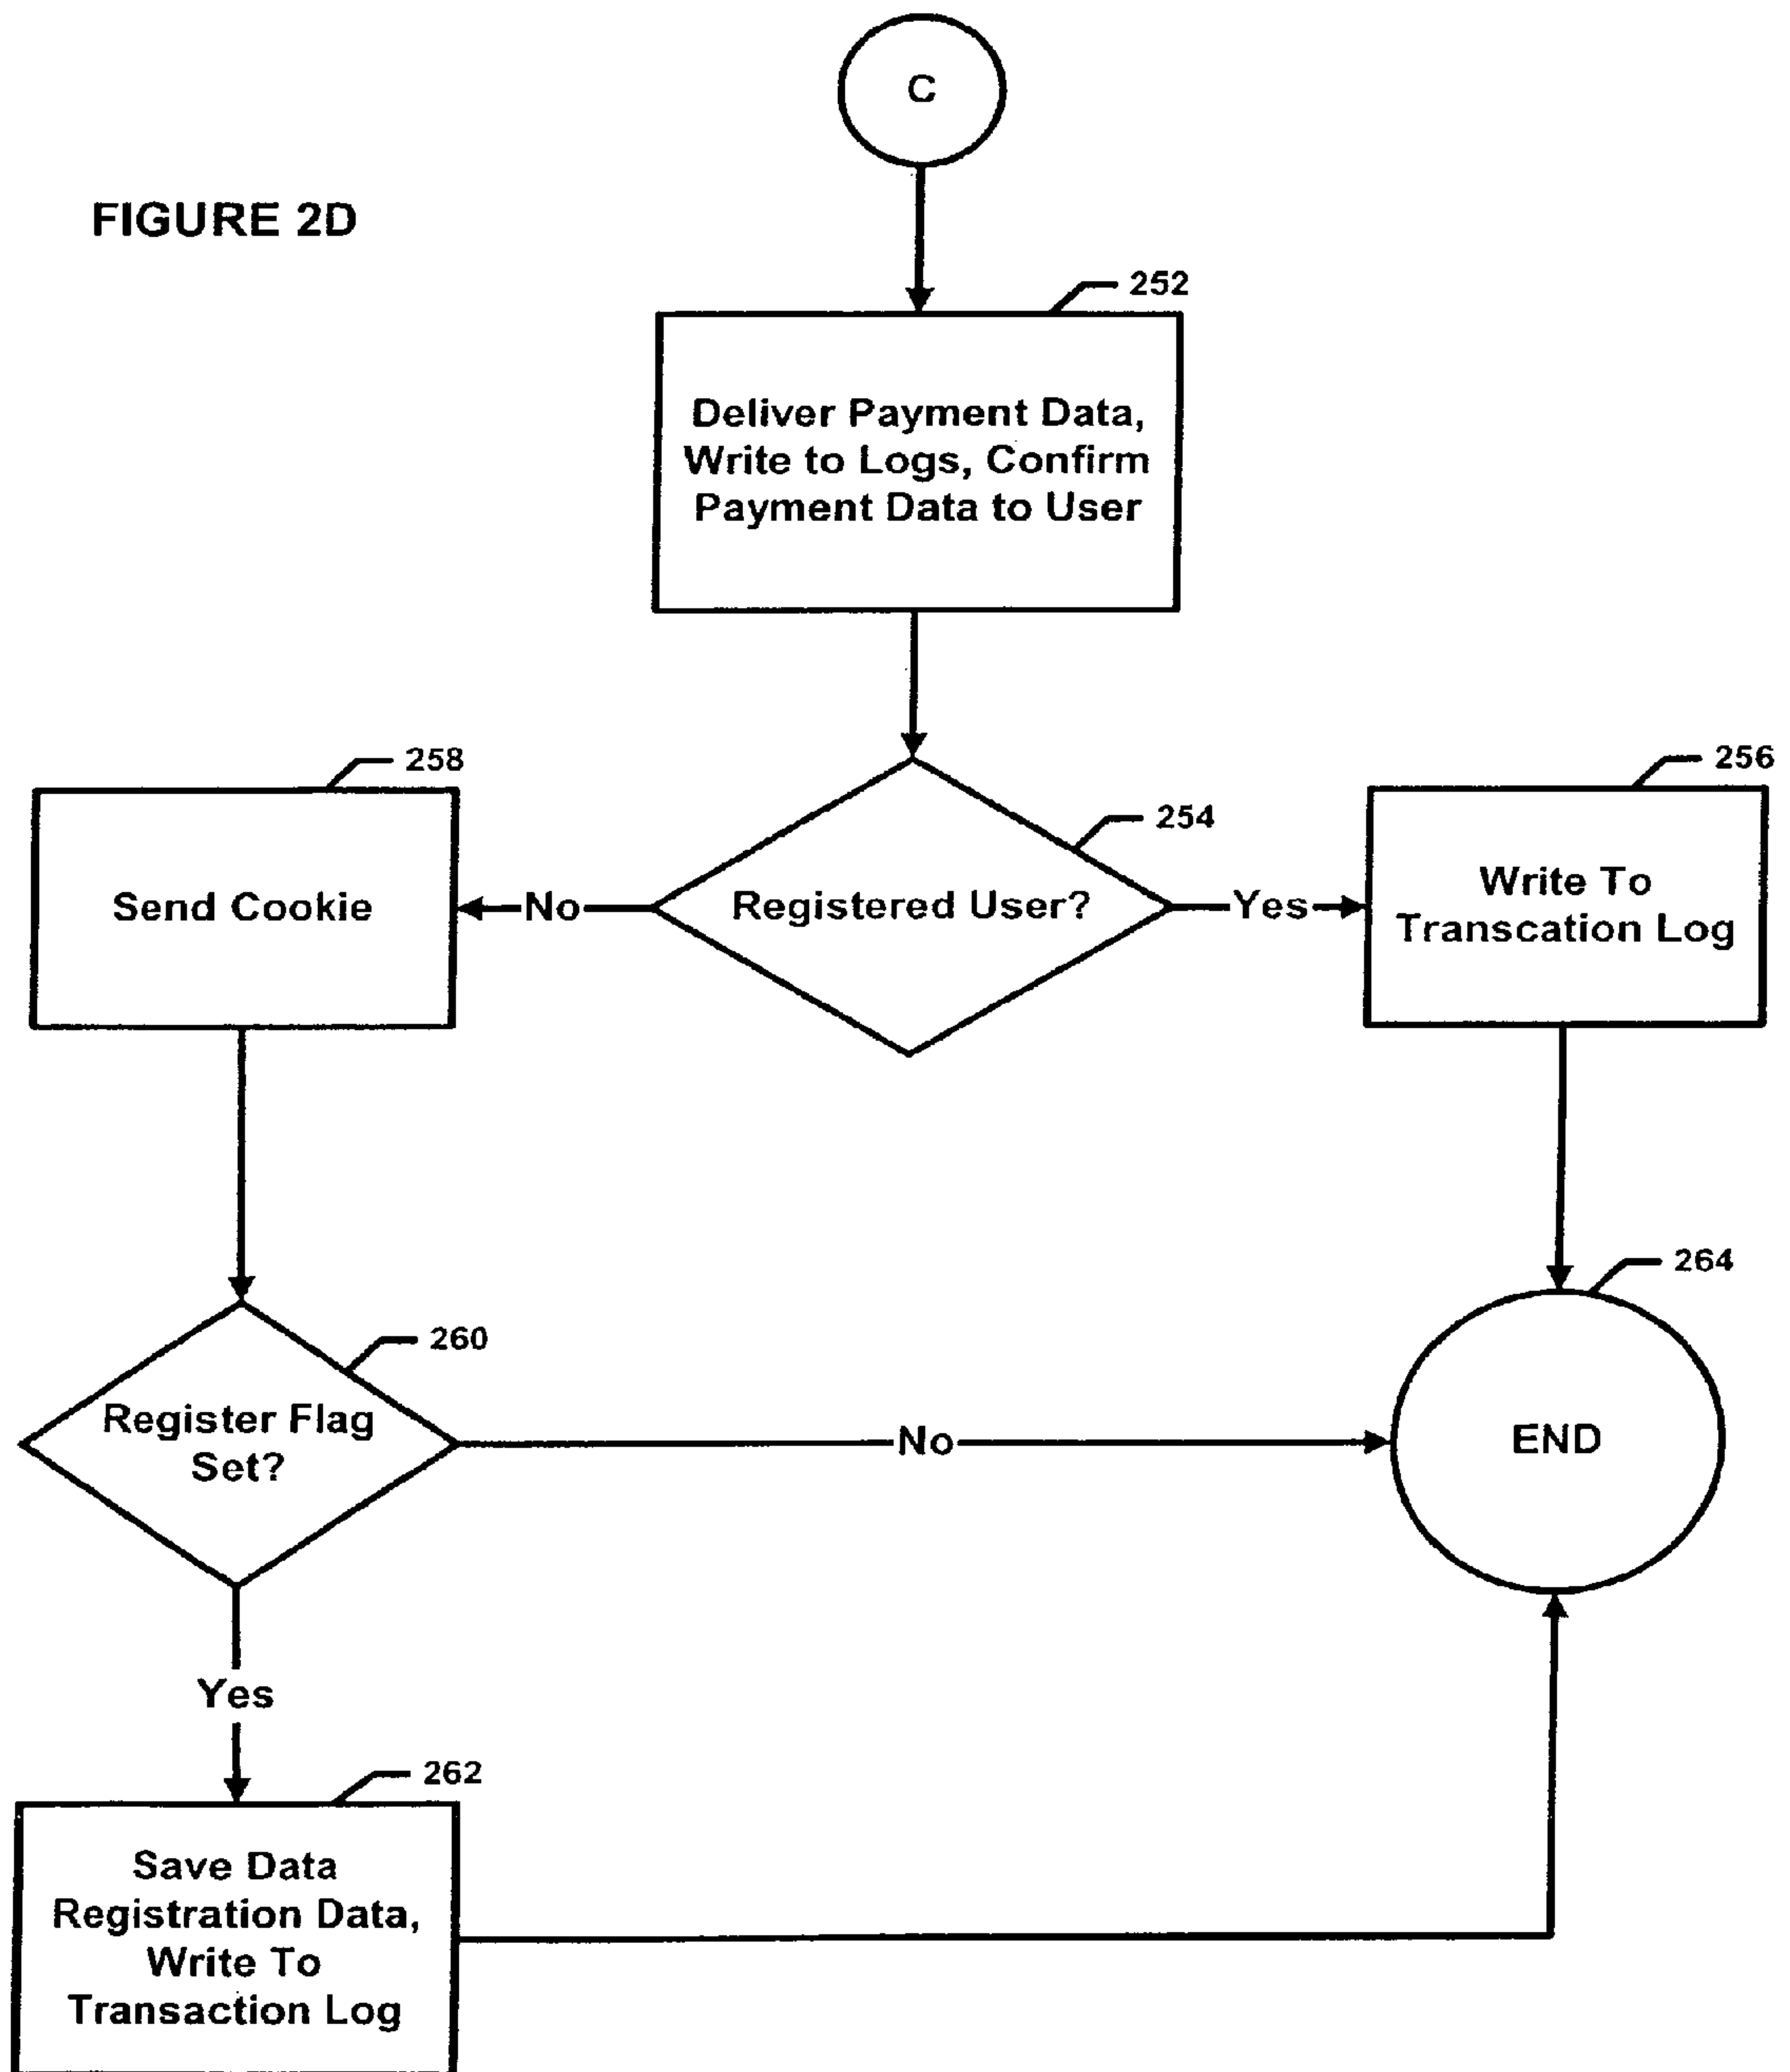 C
FIGURE 2D
252
Deliver Payment Data,
Write to Logs, Confirm
Payment Data to User
258
256
254
Send Cookie
No
Registered User?
Yes
Write To
Transcation Log
264
260
Register Flag
Set?
No
END
Yes
262
Save Data
Registration Data,
Write To
Transaction Log